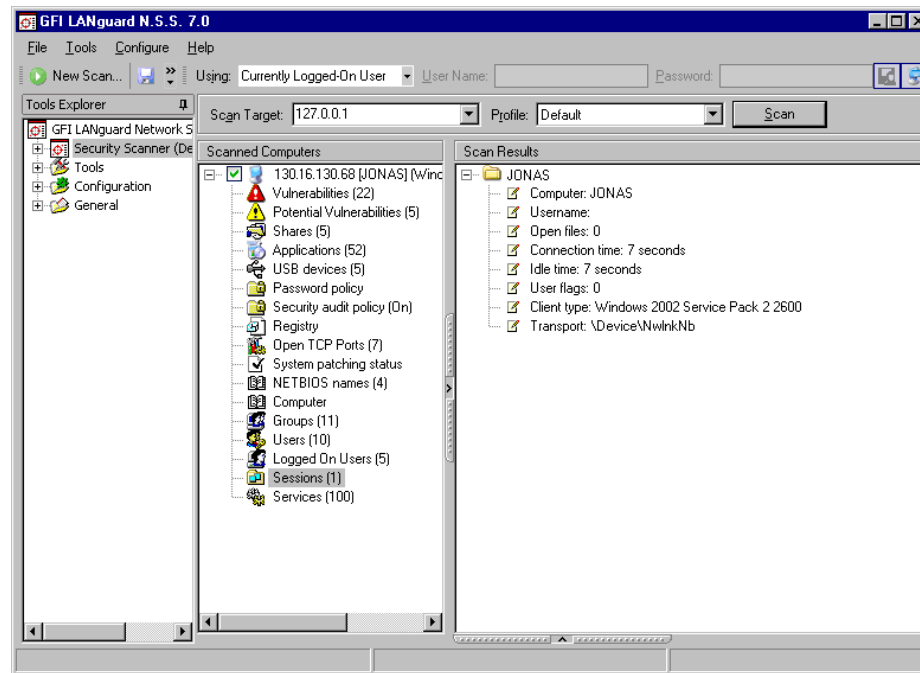 GFI LANguard N.S.S. 7.0
File Tools Configure Help
New Scan... Using: Currently Logged-On User User Name: Password:
Tools Explorer
Scan Target: 127.0.0.1 Profile: Default Scan
GFI LANguard Network S
Security Scanner (De
Tools
Configuration
General
Scanned Computers
130.16.130.68 [JONAS] (Winc
Vulnerabilities (22)
Potential Vulnerabilities (5)
Shares (5)
Applications (52)
USB devices (5)
Password policy
Security audit policy (On)
Registry
Open TCP Ports (7)
System patching status
NETBIOS names (4)
Computer
Groups (11)
Users (10)
Logged On Users (5)
Sessions (1)
Services (100)
Scan Results
JONAS
Computer: JONAS
Username:
Open files: 0
Connection time: 7 seconds
Idle time: 7 seconds
User flags: 0
Client type: Windows 2002 Service Pack 2 2600
Transport: \Device\NwlnkNb